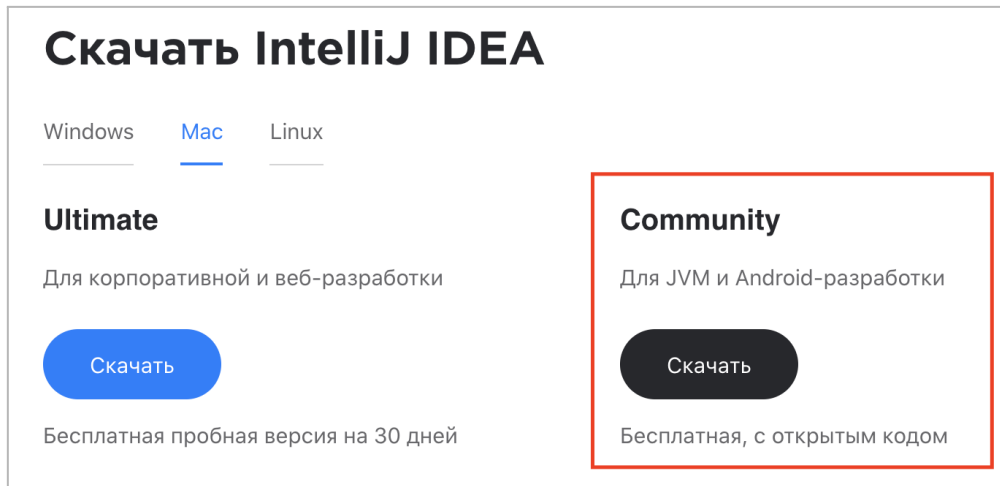 Скачать IntelliJ IDEA
Windows Mac Linux
Ultimate
Для корпоративной и веб-разработки
Скачать
Бесплатная пробная версия на 30 дней
Community
Для JVM и Android-разработки
Скачать
Бесплатная, с открытым кодом